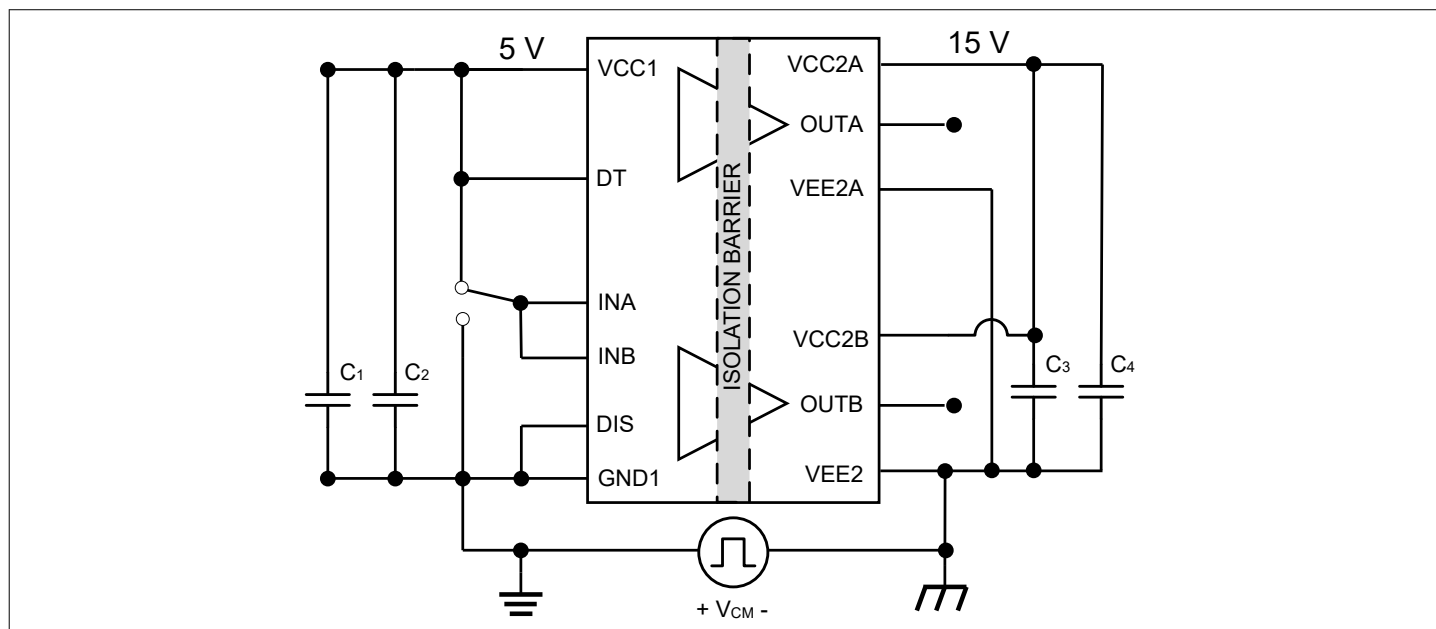 5 V
15 V
VCC1
VCC2A
OUTA
DT
VEE2A
ISOLATION BARRIER
INA
VCC2B
INB
C1
C2
C3
C4
OUTB
DIS
GND1
VEE2
+ VCM -